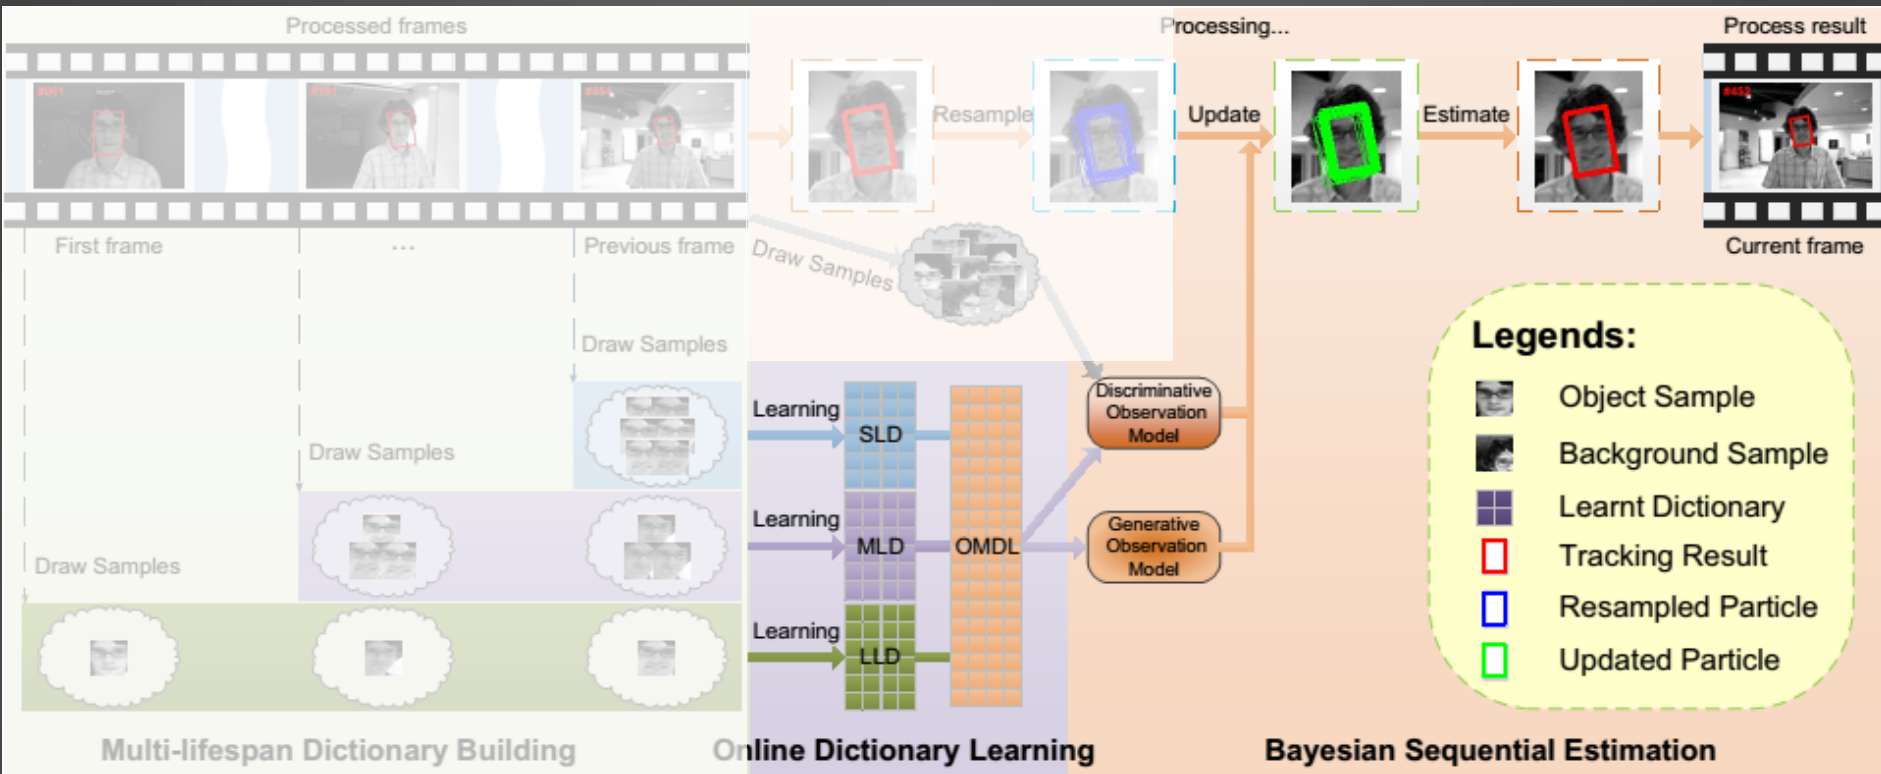 Processed frames
Processing...
Process result
#001
#453
Resample
Update
Estimate
First frame
...
Previous frame
Draw Samples
Current frame
Draw Samples
Legends:
Object Sample
Background Sample
Learnt Dictionary
Tracking Result
Resampled Particle
Updated Particle
Learning
SLD
Discriminative
Observation
Model
Draw Samples
Learning
MLD
OMDL
Generative
Observation
Model
Draw Samples
Learning
LLD
Multi-lifespan Dictionary Building
Online Dictionary Learning
Bayesian Sequential Estimation